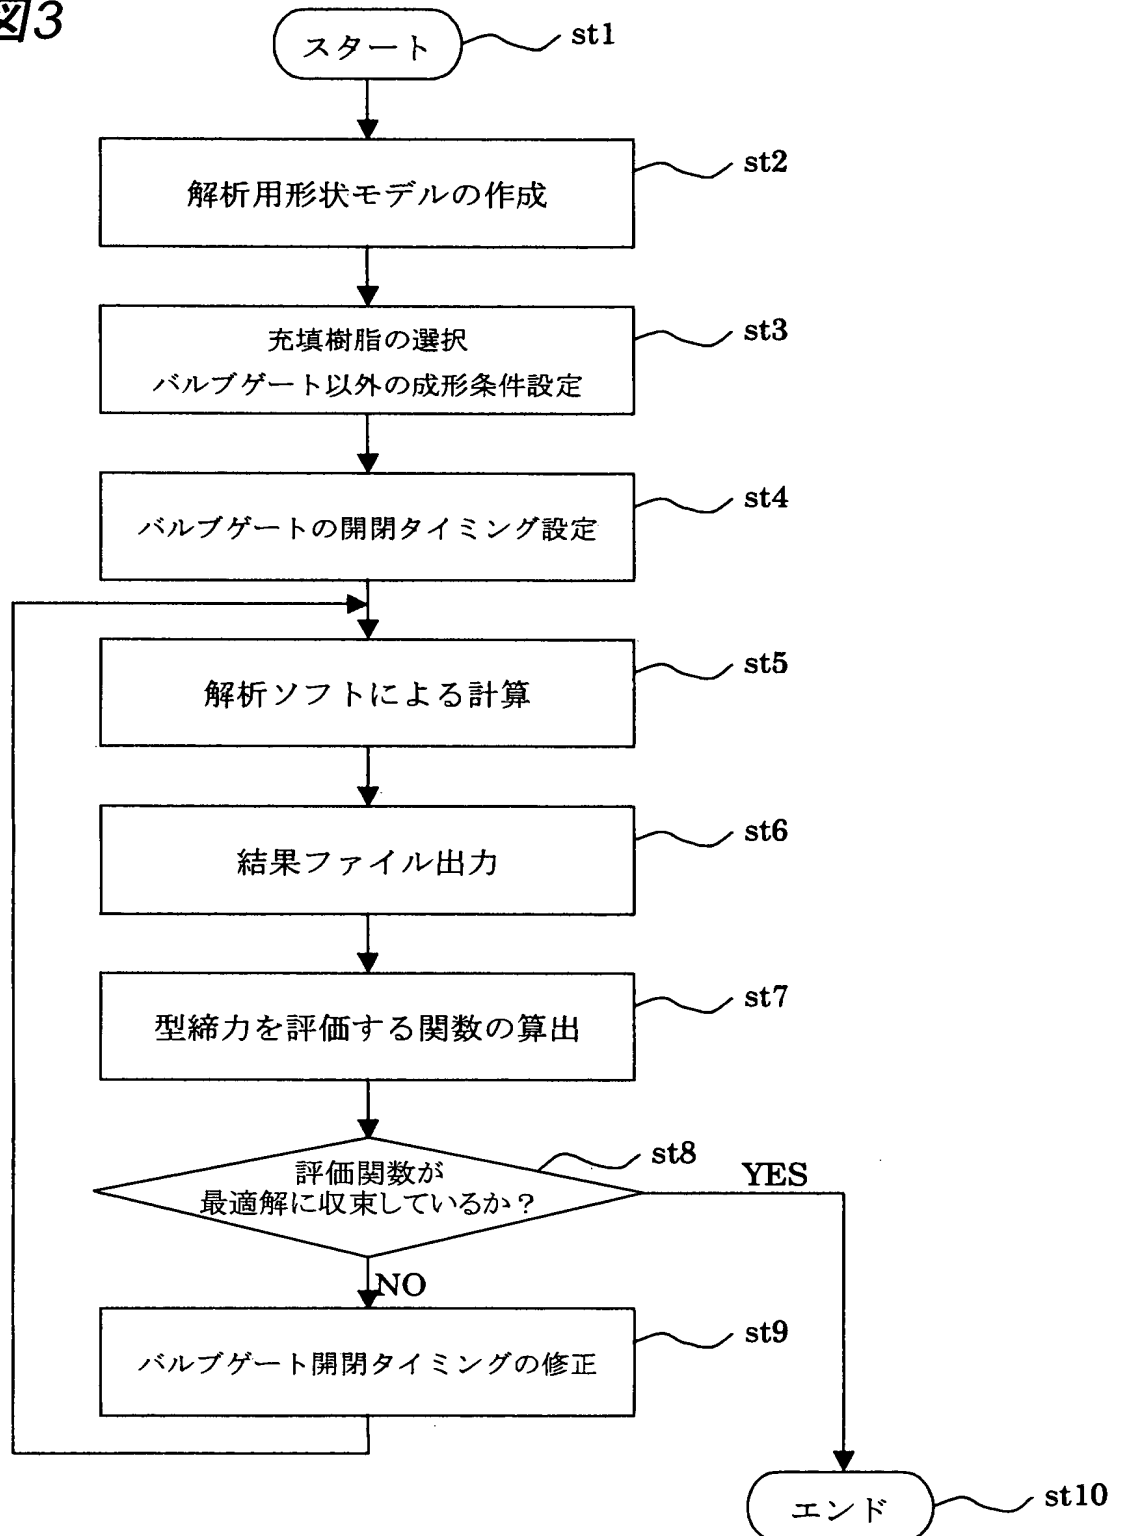 図3
スタート
st1
解析用形状モデルの作成
st2
充填樹脂の選択
バルブゲート以外の成形条件設定
st3
バルブゲートの開閉タイミング設定
st4
解析ソフトによる計算
st5
結果ファイル出力
st6
型締力を評価する関数の算出
st7
評価関数が
最適解に収束しているか？
st8
YES
NO
バルブゲート開閉タイミングの修正
st9
エンド
st10